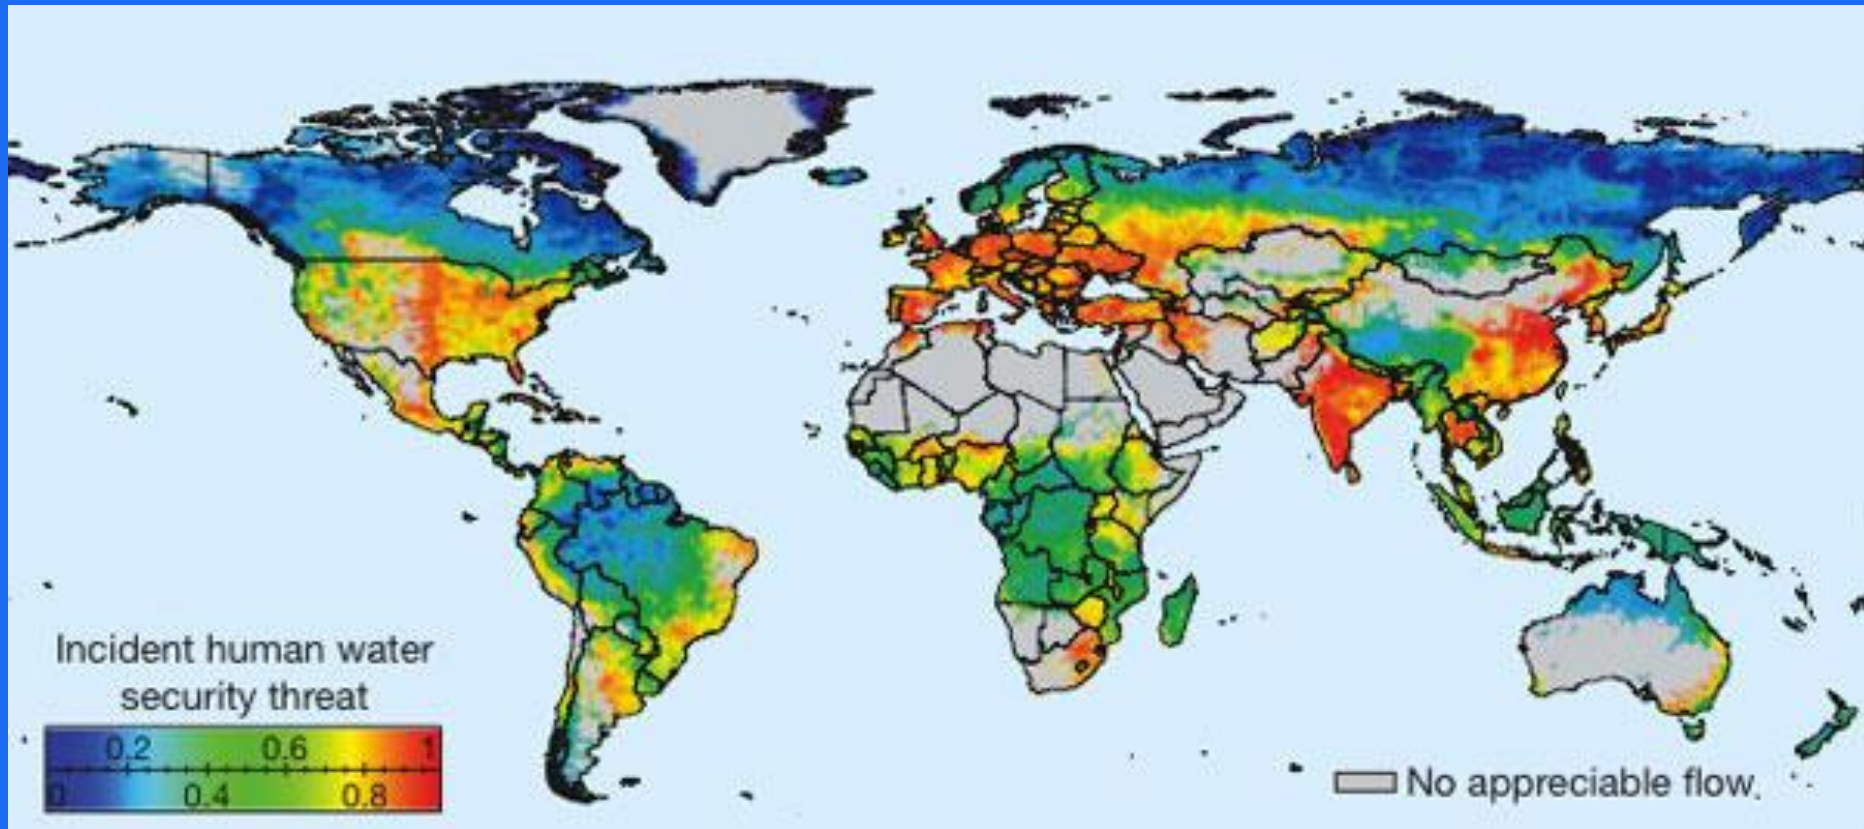 Incident human water
security threat
0.2 0.6 1
0 0.4 0.8
No appreciable flow